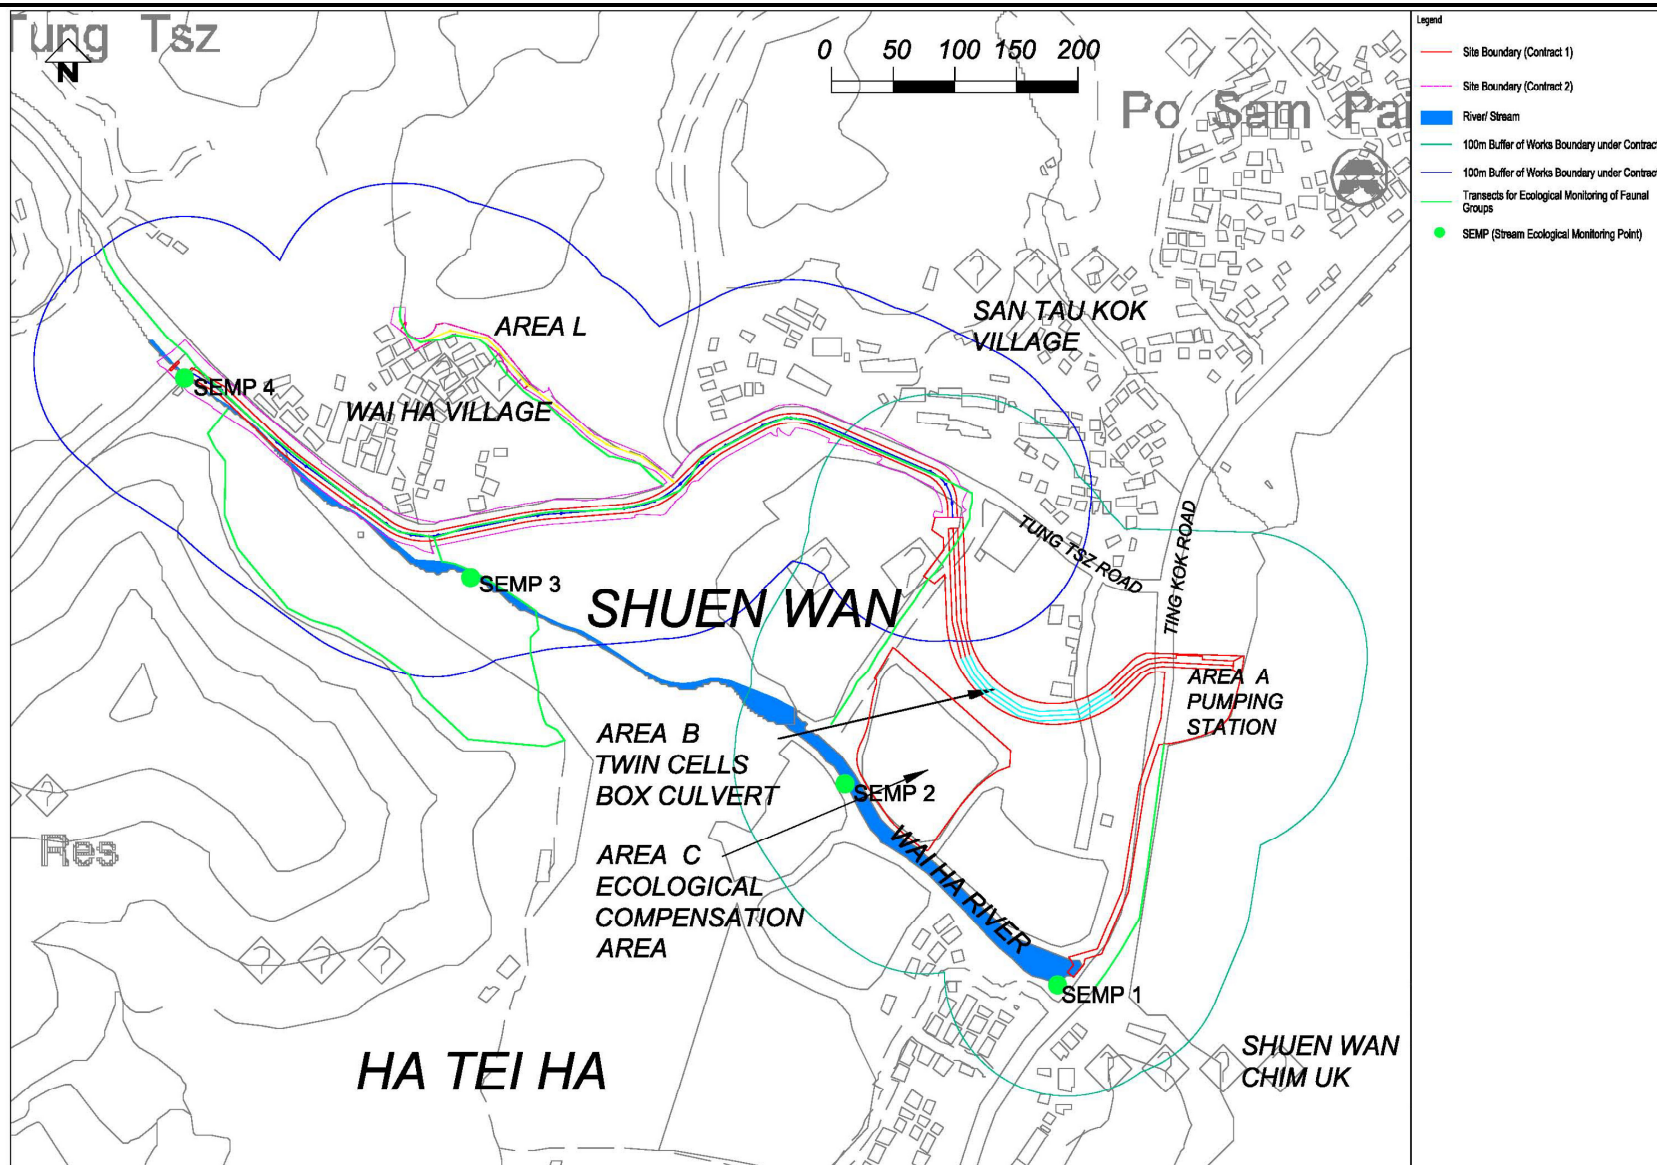 Tung Tsz
N
0 50 100 150 200
Po Sam Pai
Legend
Site Boundary (Contract 1)
Site Boundary (Contract 2)
River/ Stream
100m Buffer of Works Boundary under Contract
100m Buffer of Works Boundary under Contract
Transects for Ecological Monitoring of Faunal
Groups
SEMP (Stream Ecological Monitoring Point)
AREA L
SAN TAU KOK
VILLAGE
SEMP 4
WAI HA VILLAGE
TUNG TSZ ROAD
TING KOK ROAD
SEMP 3
SHUEN WAN
AREA A
PUMPING
STATION
AREA B
TWIN CELLS
BOX CULVERT
SEMP 2
WAI HA RIVER
AREA C
ECOLOGICAL
COMPENSATION
AREA
Res
SEMP 1
HA TEI HA
SHUEN WAN
CHIM UK
? ? ?
? ? ?
? ?
?
? ? ?
? ? ? ?